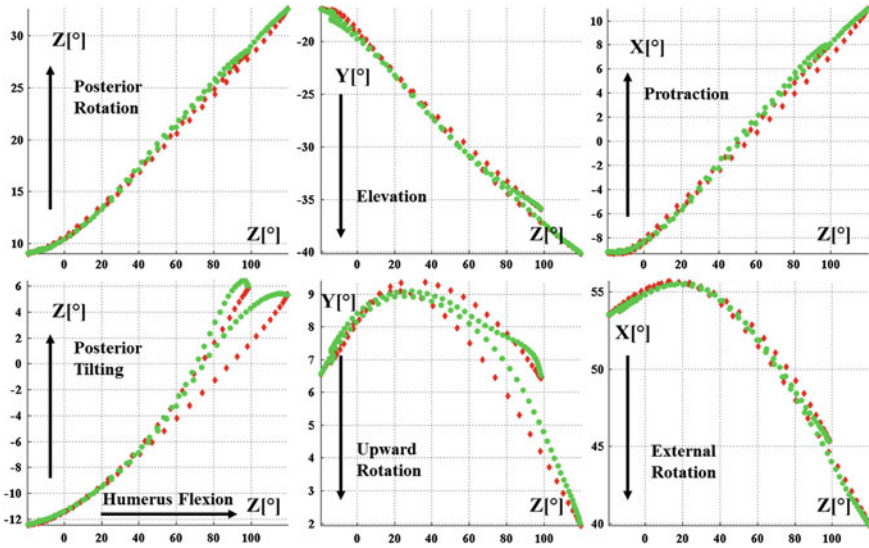 30
25
20
15
10
Z[°]
Posterior
Rotation
Z[°]
0 20 40 60 80 100
-20
-25
-30
-35
-40
Y[°]
Elevation
Z[°]
0 20 40 60 80 100
10
8
6
4
2
0
-2
-4
-6
-8
X[°]
Protraction
Z[°]
0 20 40 60 80 100
6
4
2
0
-2
-4
-6
-8
-10
-12
Z[°]
Posterior
Tilting
Humerus Flexion
Z[°]
0 20 40 60 80 100
9
8
7
6
5
4
3
2
Y[°]
Upward
Rotation
Z[°]
0 20 40 60 80 100
55
50
45
40
X[°]
External
Rotation
Z[°]
0 20 40 60 80 100